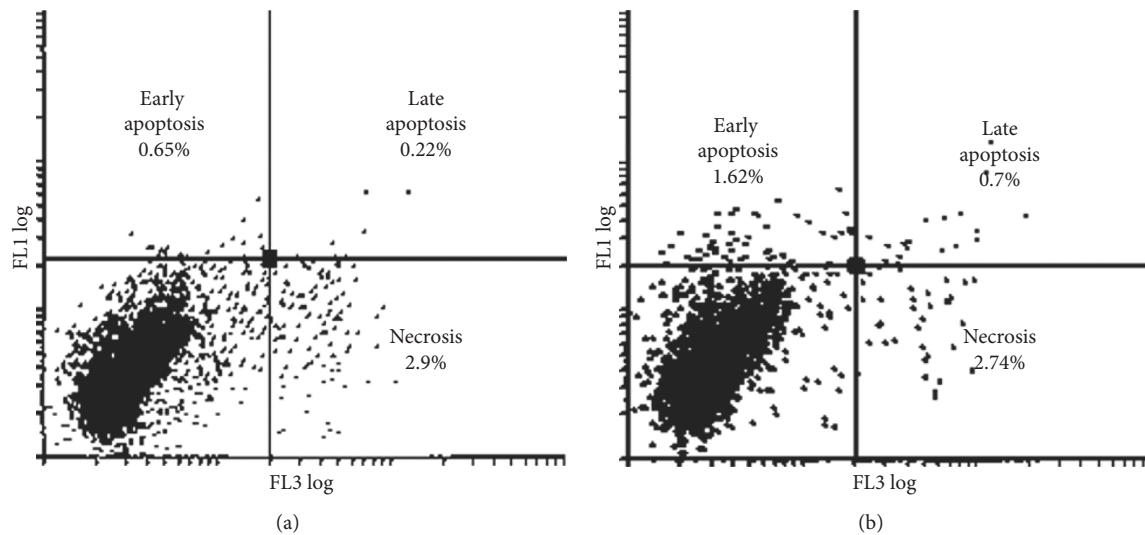 Early
apoptosis
0.65%
Late
apoptosis
0.22%
Necrosis
2.9%
FL1 log
FL3 log
(a)
Early
apoptosis
1.62%
Late
apoptosis
0.7%
Necrosis
2.74%
FL1 log
FL3 log
(b)